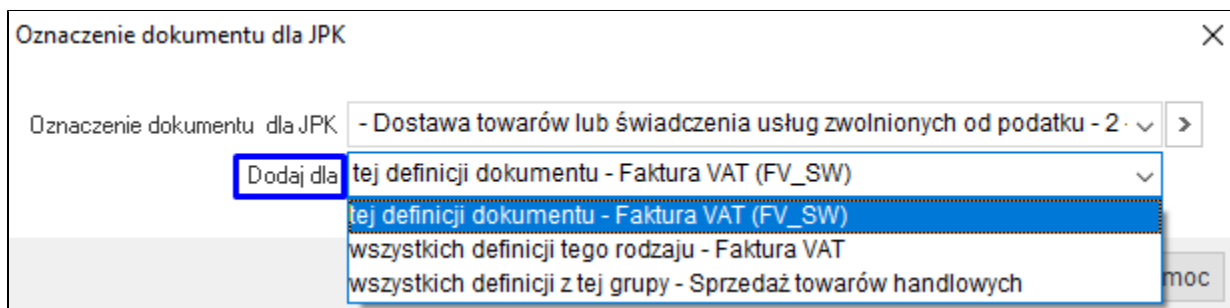 Oznaczenie dokumentu dla JPK
Oznaczenie dokumentu dla JPK - Dostawa towarów lub świadczenia usług zwolnionych od podatku - 2 -
Dodaj dla tej definicji dokumentu - Faktura VAT (FV_SW)
tej definicji dokumentu - Faktura VAT (FV_SW)
wszystkich definicji tego rodzaju - Faktura VAT
wszystkich definicji z tej grupy - Sprzedaż towarów handlowych
moc